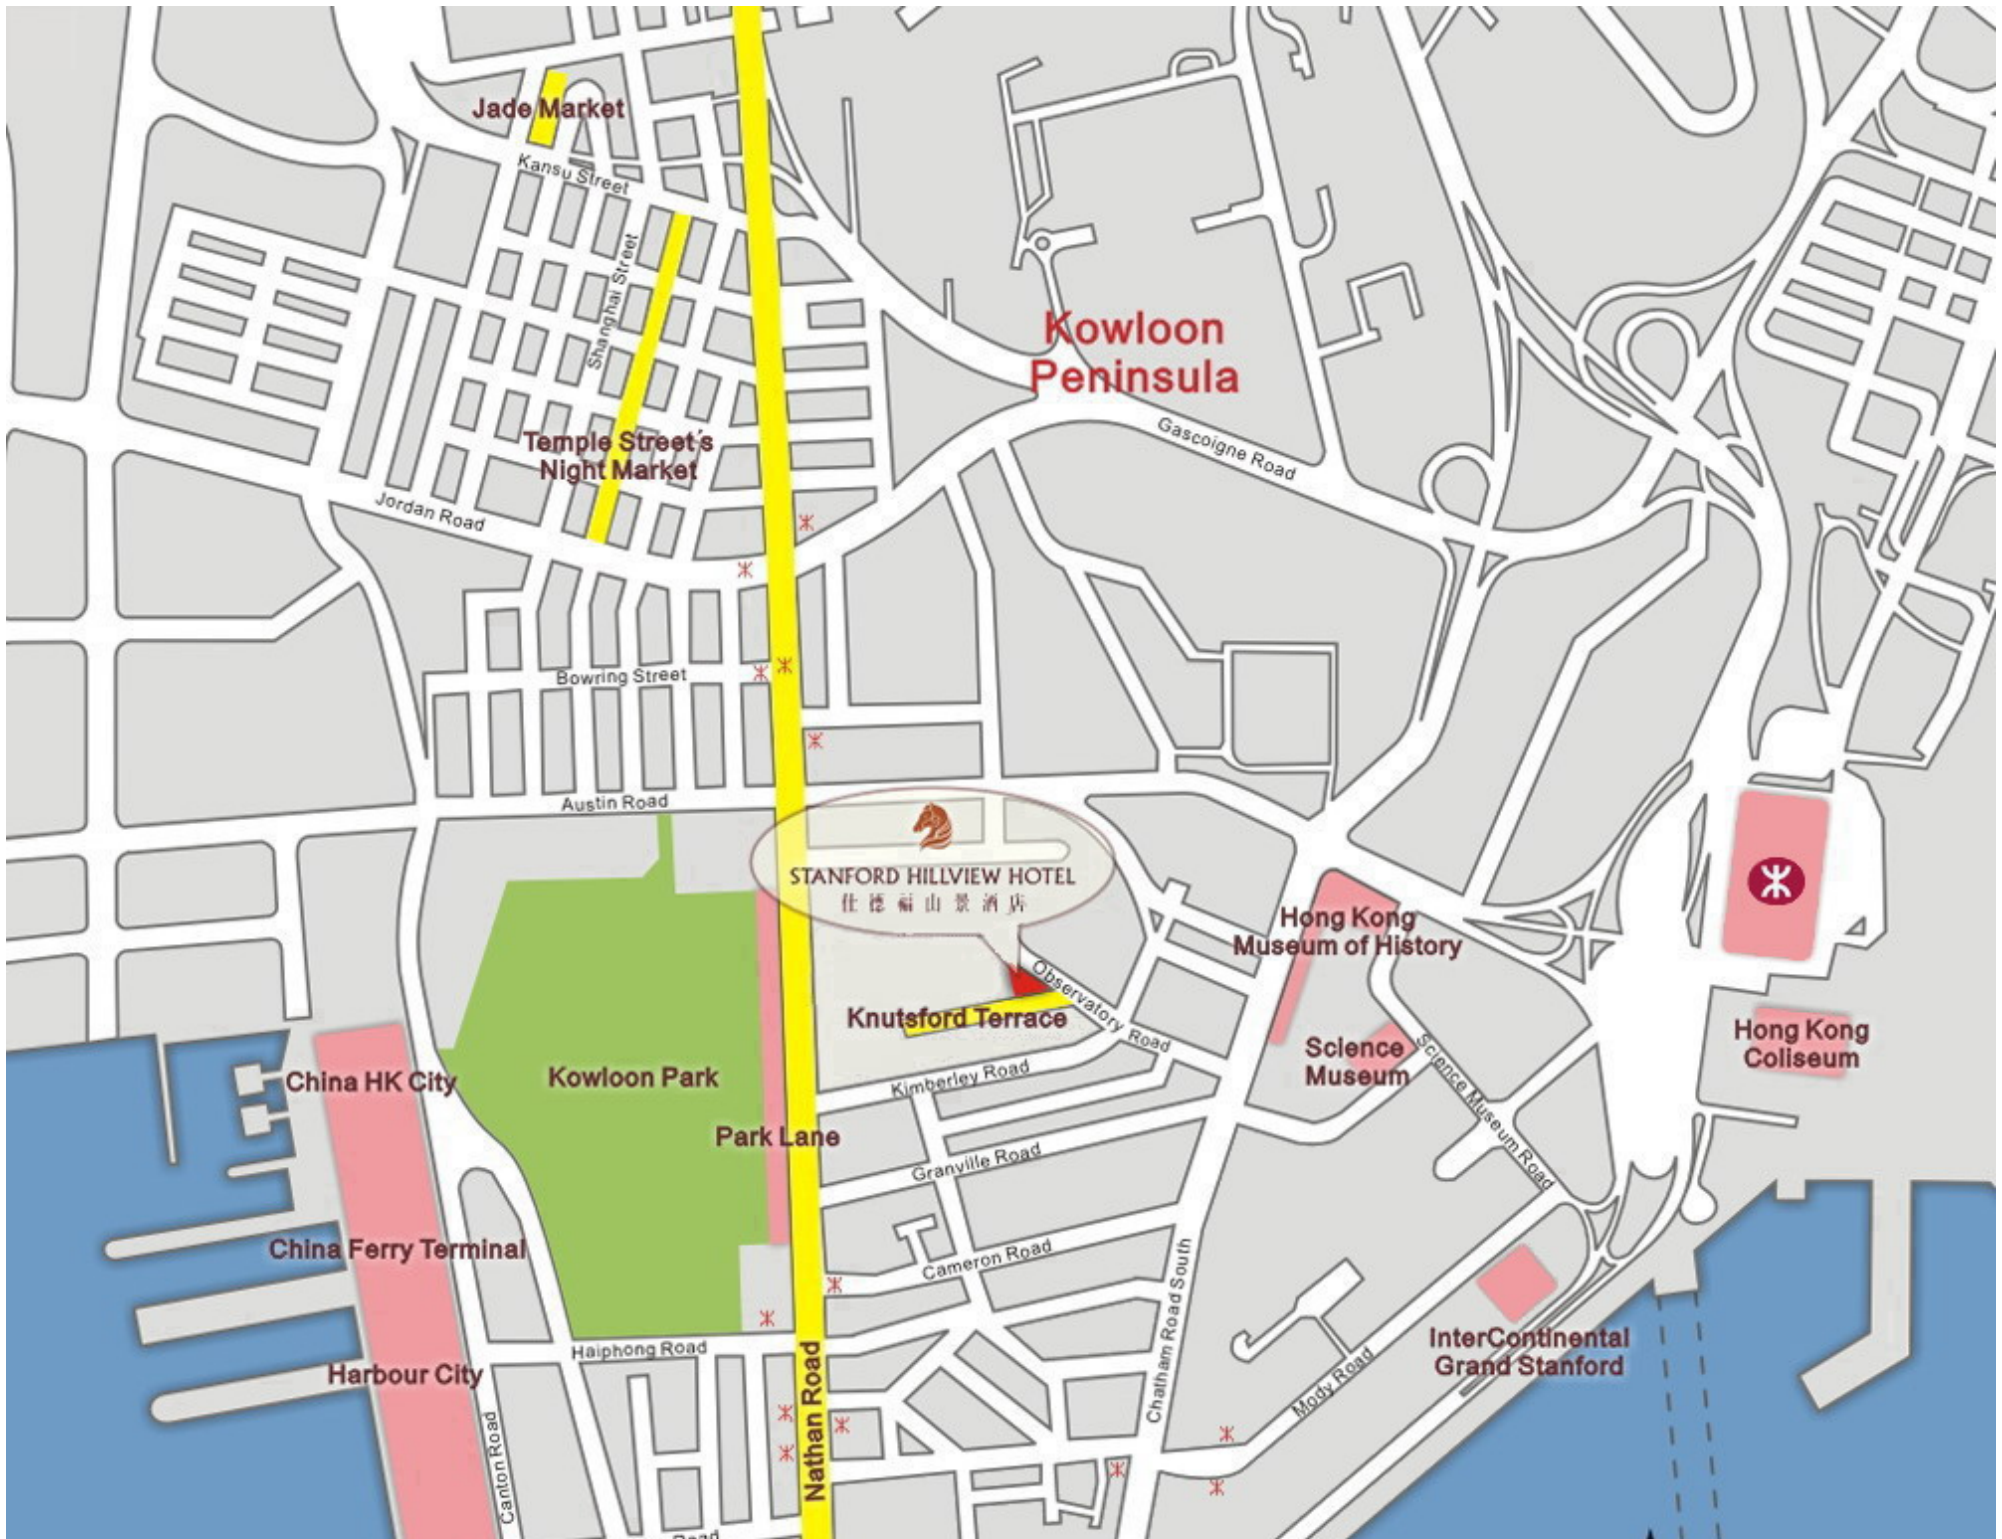 Jade Market
Kansu Street
Shanghai Street
Kowloon
Peninsula
Gascoigne Road
Temple Street's
Night Market
Jordan Road
Bowring Street
Austin Road
STANFORD HILLVIEW HOTEL
仕德福山景酒店
Hong Kong
Museum of History
Observatory Road
Knutsford Terrace
Hong Kong
Coliseum
Science
Museum
Science Museum Road
China HK City
Kowloon Park
Kimberley Road
Park Lane
Granville Road
China Ferry Terminal
Cameron Road
Chatham Road South
Haiphong Road
InterContinental
Grand Stanford
Harbour City
Mody Road
Nathan Road
Canton Road
Road